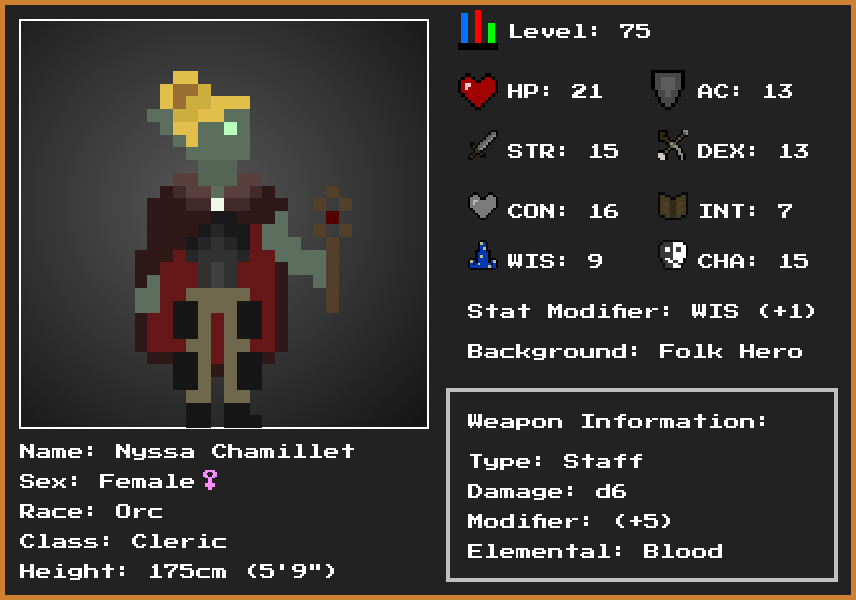 Level: 75
HP: 21
AC: 13
STR: 15
DEX: 13
CON: 16
INT: 7
WIS: 9
CHA: 15
Stat Modifier: WIS (+1)
Background: Folk Hero
Weapon Information:
Type: Staff
Damage: d6
Modifier: (+5)
Elemental: Blood
Name: Nyssa Chamillet
Sex: Female♀
Race: Orc
Class: Cleric
Height: 175cm (5'9")